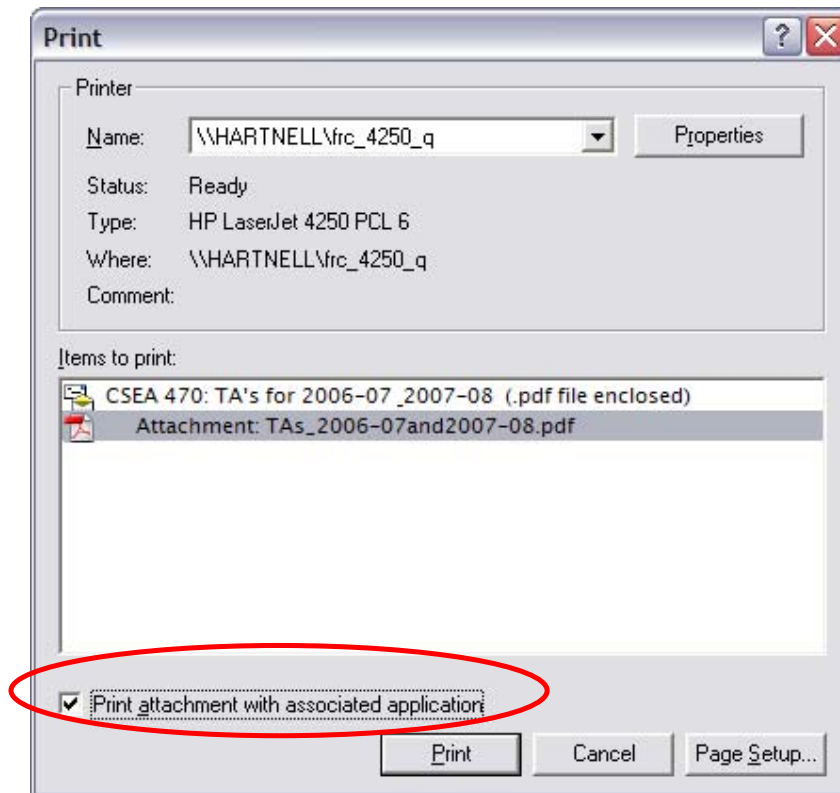 Print
Printer
Name: \\HARTNELL\frc_4250_q Properties
Status: Ready
Type: HP LaserJet 4250 PCL 6
Where: \\HARTNELL\frc_4250_q
Comment:
Items to print:
CSEA 470: TA's for 2006-07 _2007-08 (.pdf file enclosed)
Attachment: TAs_2006-07and2007-08.pdf
Print attachment with associated application
Print Cancel Page Setup...